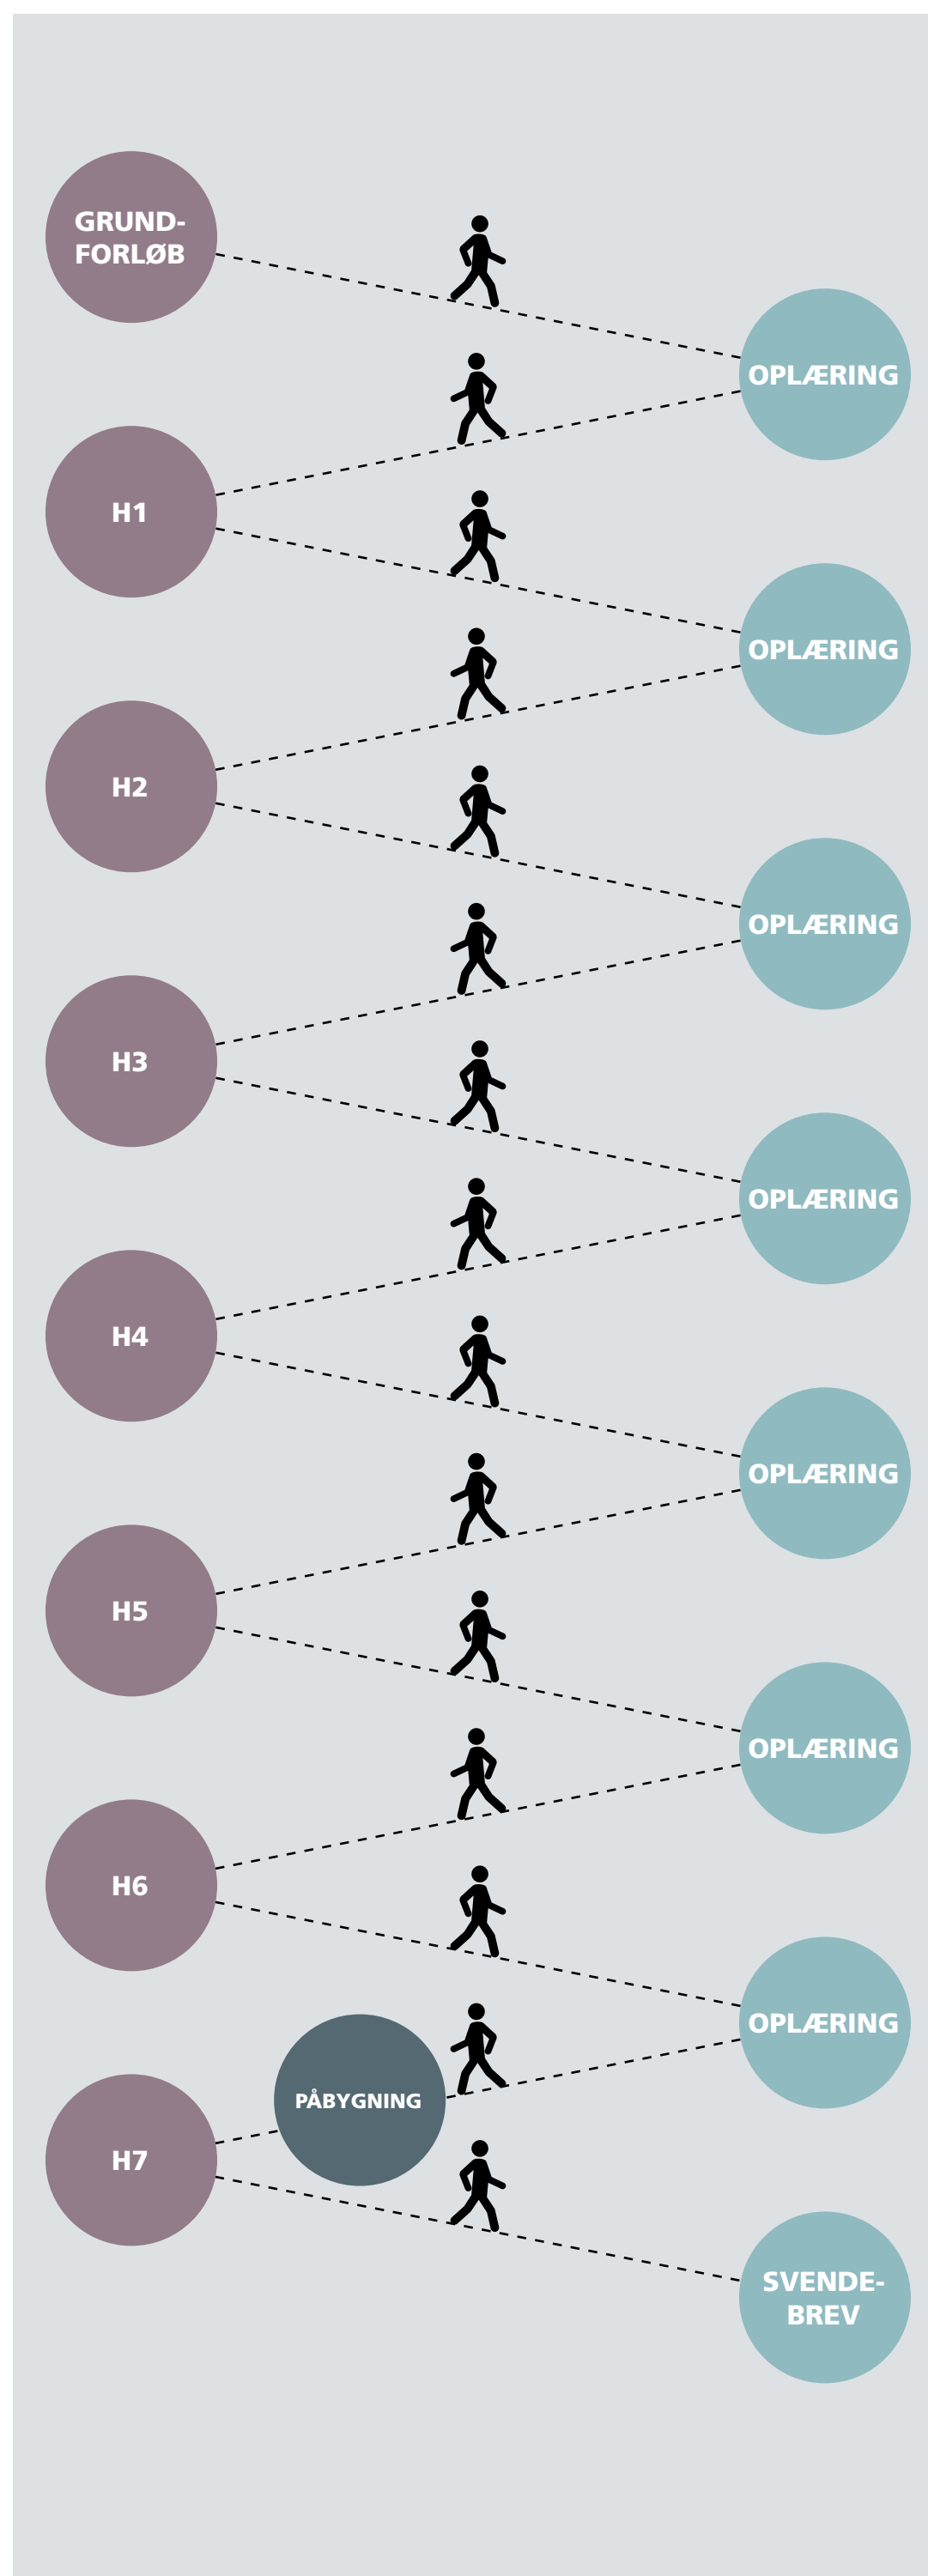 GRUND-
FORLØB
OPLÆRING
H1
OPLÆRING
H2
OPLÆRING
H3
OPLÆRING
H4
OPLÆRING
H5
OPLÆRING
H6
OPLÆRING
PÅBYGNING
H7
SVENDE-
BREV